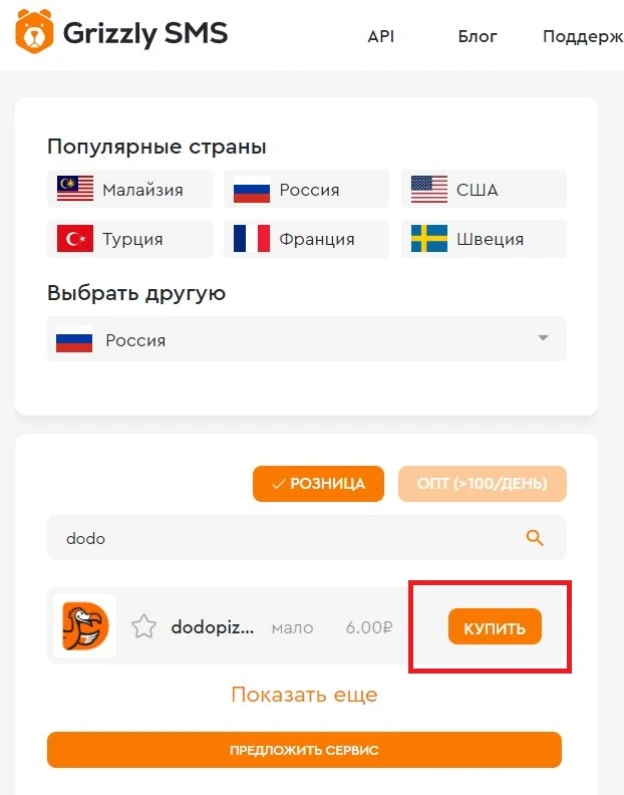 Grizzly SMS API Блог Поддерж
Популярные страны
Малайзия Россия США
Турция Франция Швеция
Выбрать другую
Россия
РОЗНИЦА ОПТ (>100/ДЕНЬ)
dodo
dodopiz... мало 6.00₽ КУПИТЬ
Показать еще
ПРЕДЛОЖИТЬ СЕРВИС